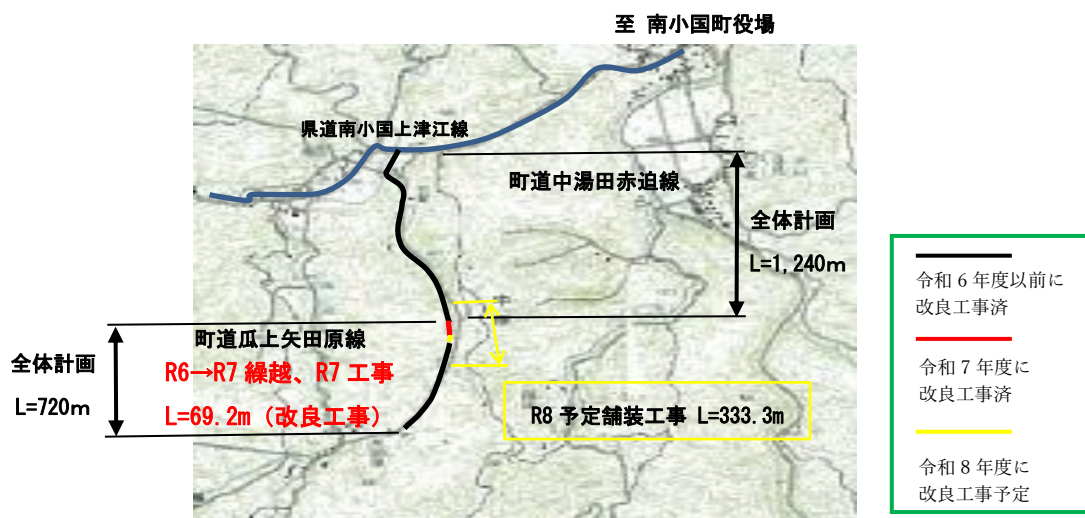 至 南小国町役場
県道南小国上津江線
町道中湯田赤迫線
全体計画
L=1,240m
町道瓜上矢田原線
全体計画
L=720m
R6→R7 繰越、R7 工事
L=69.2m（改良工事）
R8 予定舗装工事 L=333.3m
令和 6 年度以前に
改良工事済
令和 7 年度に
改良工事済
令和 8 年度に
改良工事予定